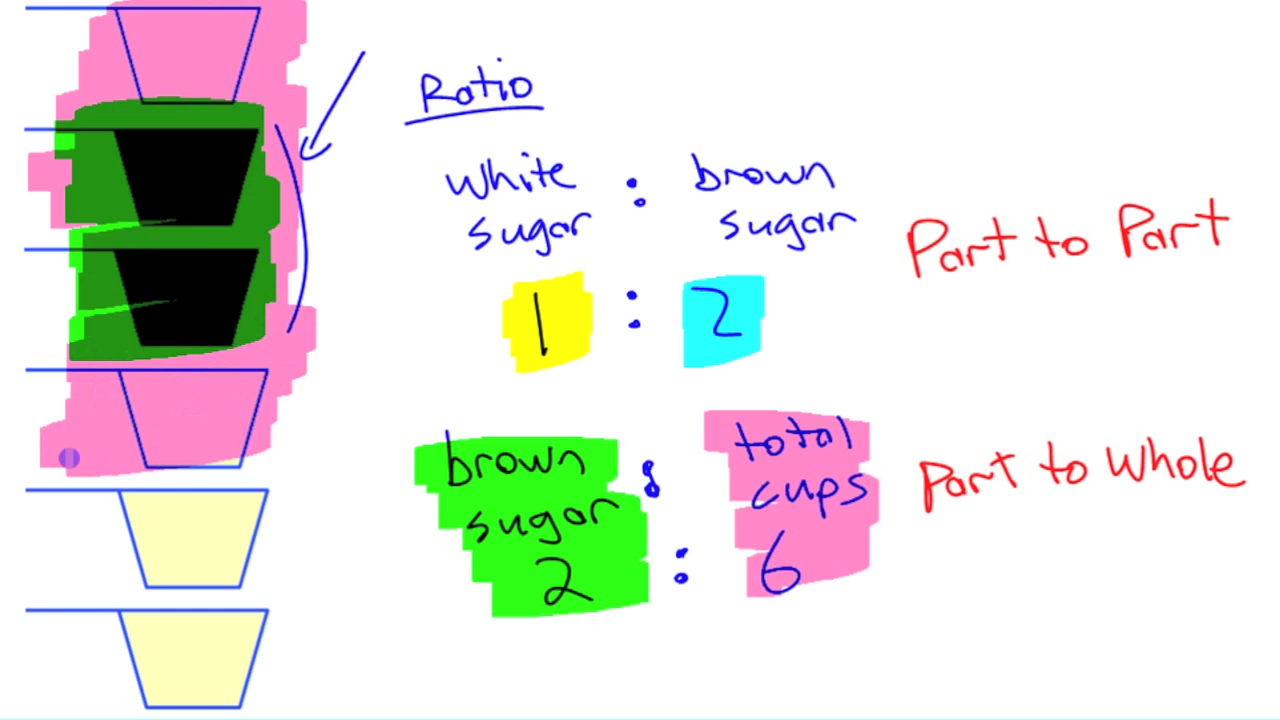 Ratio
white : brown
sugar sugar
1 : 2
Part to Part
brown : total
sugar cups
2 : 6
Part to Whole